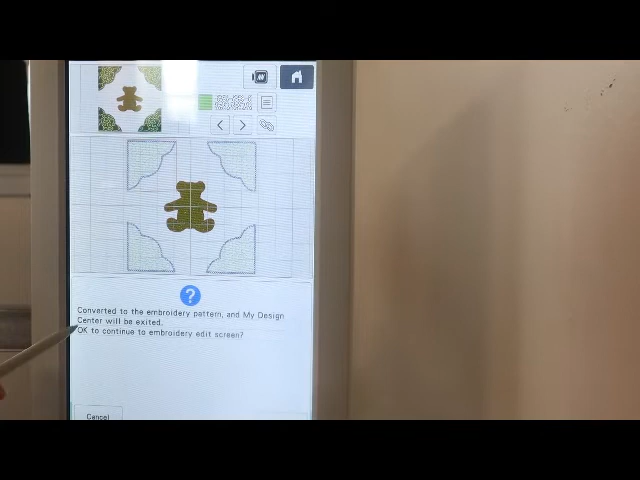 Converted to the embroidery pattern, and My Design
Center will be exited.
OK to continue to embroidery edit screen?
Cancel